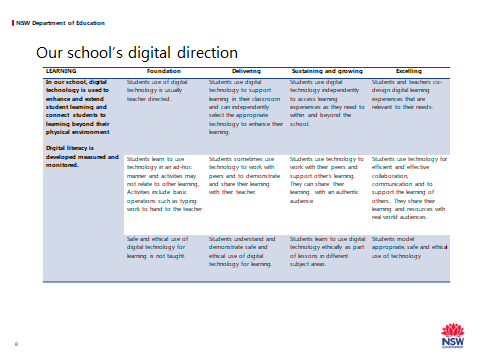 NSW Department of Education
Our school's digital direction
LEARNING
Foundation
Delivering
Sustaining and growing
Excelling
In our school, digital
technology is used to
enhance and extend
student learning and
connect students to
learning beyond their
physical environment
Digital literacy is
developed measured and
monitored.
Students use of digital
technology is usually
teacher directed.
Students use digital
technology to support
learning in their classroom
and can independently
select the appropriate
technology to enhance their
learning.
Students use digital
technology independently
to access learning
experiences as they need to
within and beyond the
school.
Students and teachers co-
design digital learning
experiences that are
relevant to their needs.
Students learn to use
technology in an ad-hoc
manner and activities may
not relate to other learning,
Activities include basic
operations such as typing
work to hand to the teacher
Students sometimes use
technology to work with
peers and to demonstrate
and share their learning
with their teacher.
Students use technology to
work with their peers and
support other's learning.
They can share their
learning with an authentic
audience
Students use technology for
efficient and effective
collaboration,
communication and to
support the learning of
others. They share their
learning and resources with
real world audiences.
Safe and ethical use of
digital technology for
learning is not taught.
Students understand and
demonstrate safe and
ethical use of digital
technology for learning.
Students learn to use digital
technology ethically as part
of lessons in different
subject areas.
Students model
appropriate, safe and ethical
use of technology
8
NSW